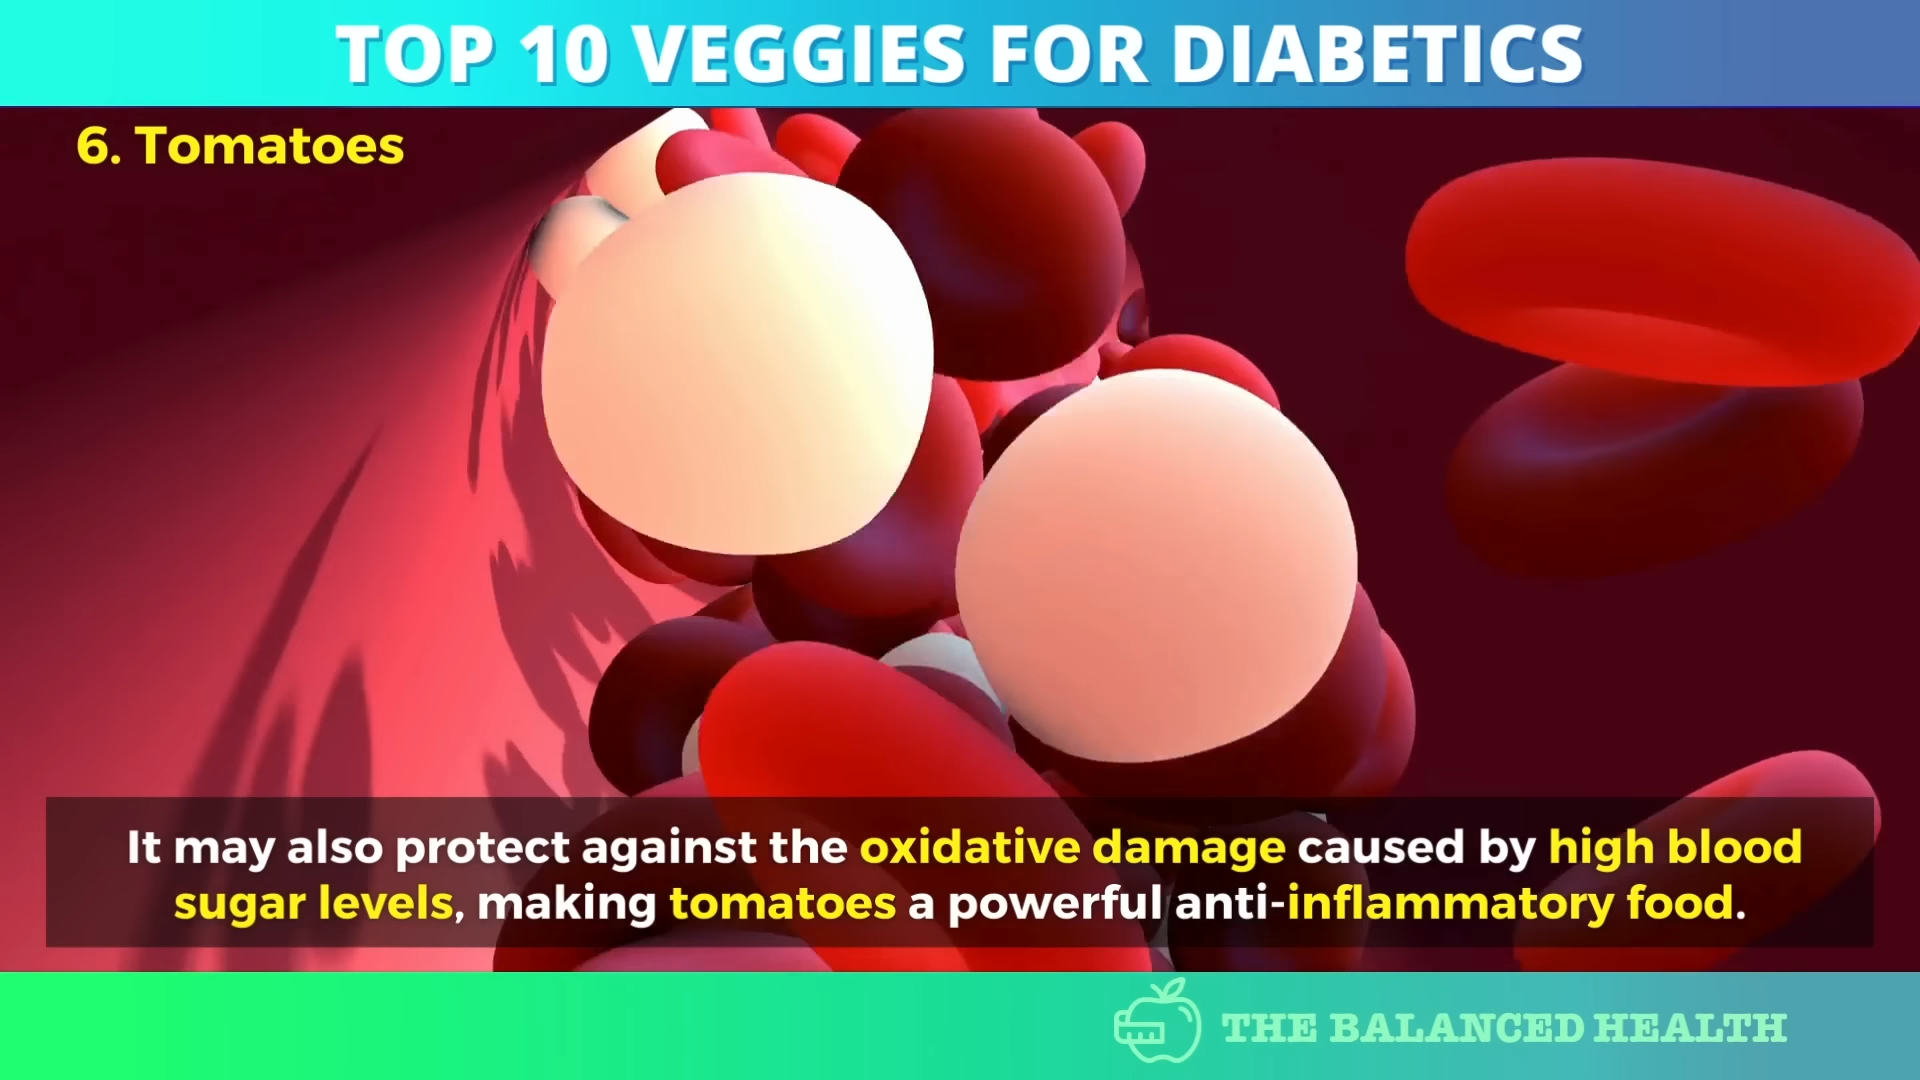 TOP 10 VEGGIES FOR DIABETICS
6. Tomatoes
It may also protect against the oxidative damage caused by high blood
sugar levels, making tomatoes a powerful anti-inflammatory food.
THE BALANCED HEALTH